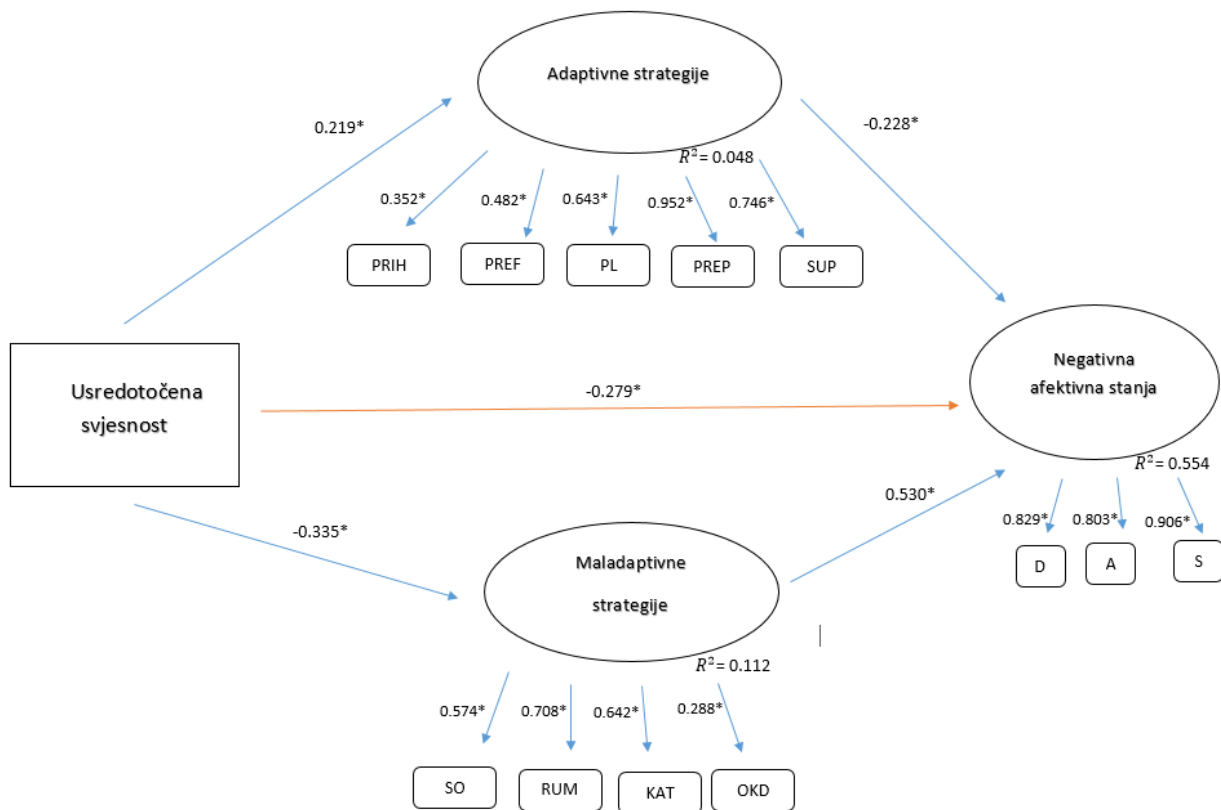 Adaptivne strategije
0.219*
-0.228*
R² = 0.048
0.352*
0.482*
0.643*
0.952*
0.746*
PRIH
PREF
PL
PREP
SUP
Usredotočena
svjesnost
-0.279*
Negativna
afektivna stanja
R² = 0.554
-0.335*
0.530*
0.829*
0.803*
0.906*
D
A
S
Maladaptivne
strategije
R² = 0.112
0.574*
0.708*
0.642*
0.288*
SO
RUM
KAT
OKD